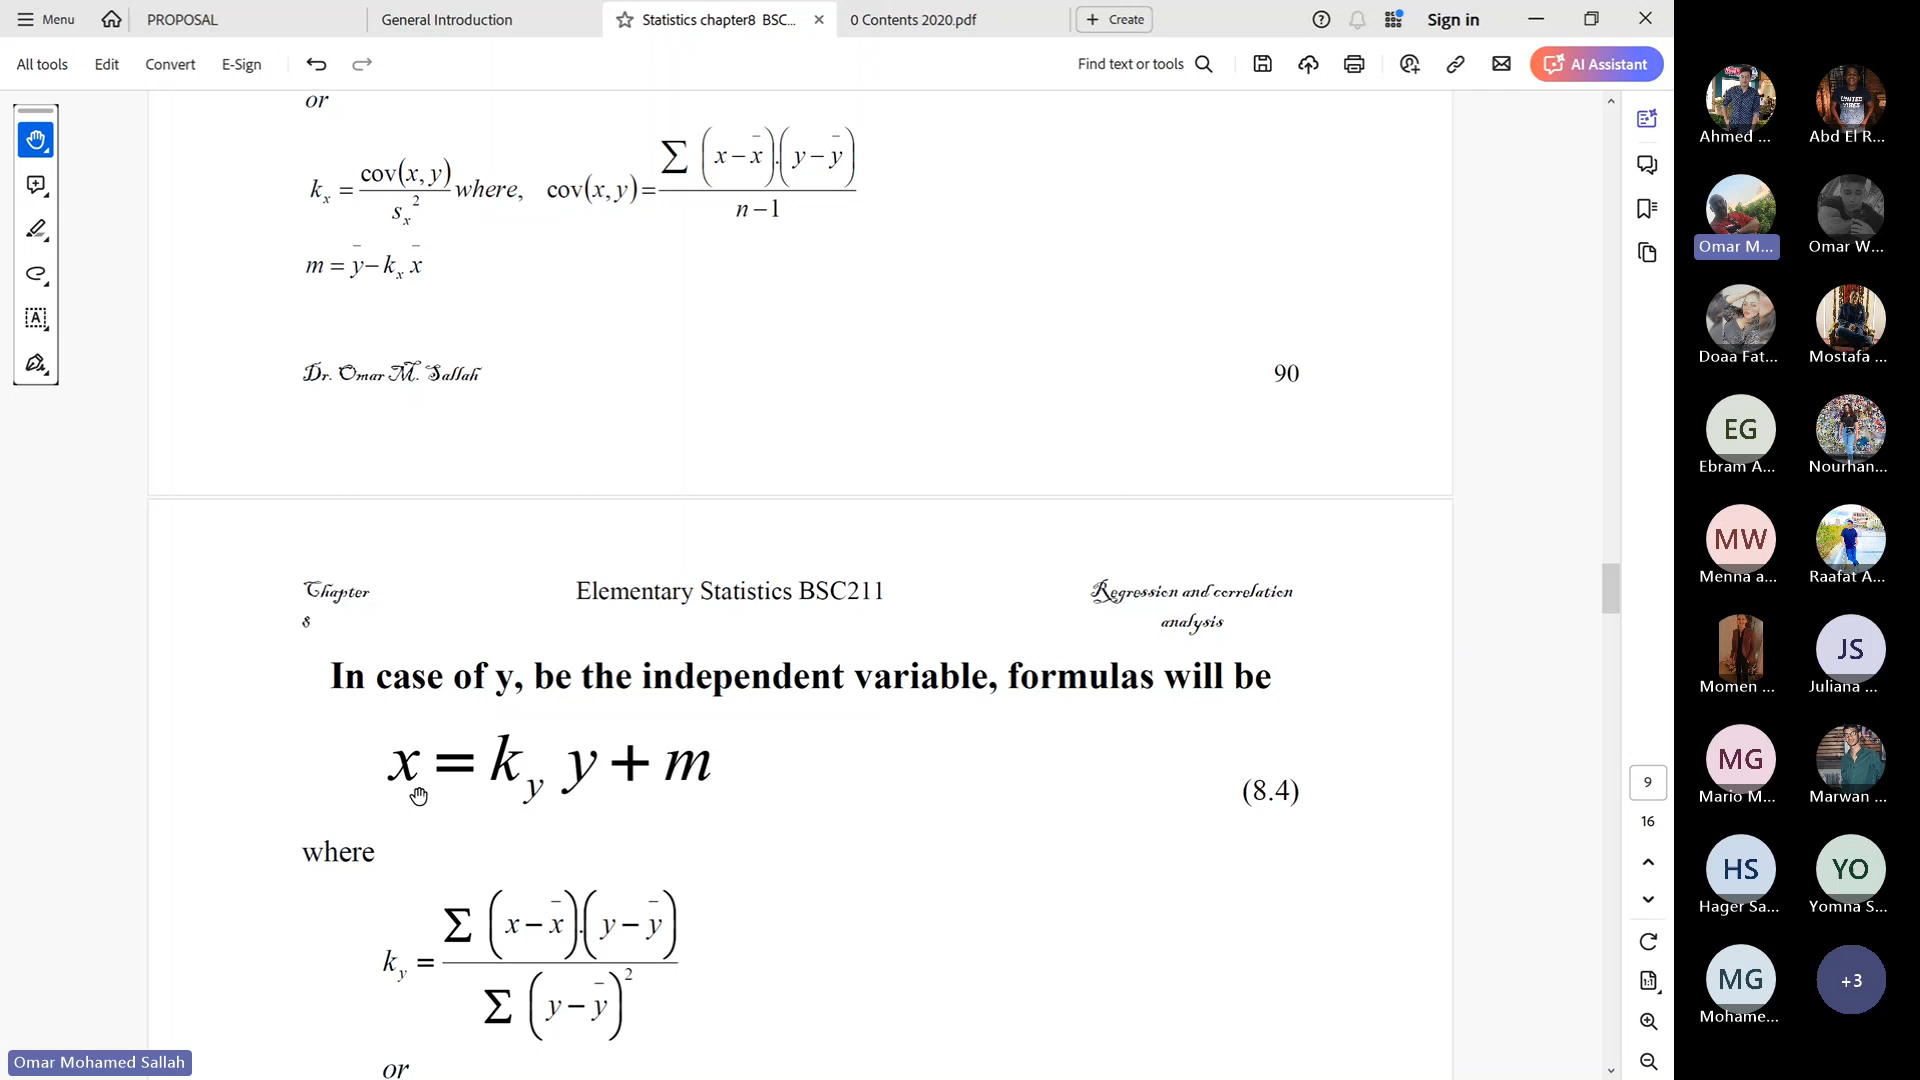 Menu
PROPOSAL
General Introduction
Statistics chapter8 BSC...
0 Contents 2020.pdf
Create
Sign in
All tools
Edit
Convert
E-Sign
Find text or tools
AI Assistant
or
k_x = cov(x, y) / s_x^2 where, cov(x, y) = ∑ (x − x̄).(y − ȳ) / n − 1
m = ȳ − k_x x̄
Dr. Omar M. Sallah
90
Chapter
8
Elementary Statistics BSC211
Regression and correlation
analysis
In case of y, be the independent variable, formulas will be
x = k_y y + m
(8.4)
where
k_y = ∑ (x − x̄).(y − ȳ) / ∑ (y − ȳ)^2
or
Omar Mohamed Sallah
9
16
Ahmed ...
Abd El R...
UNITED
VIBES
Omar M...
Omar W...
Doaa Fat...
Mostafa ...
EG
Ebram A...
Nourhan...
MW
Menna a...
Raafat A...
Momen ...
JS
Juliana ...
MG
Mario M...
Marwan ...
HS
Hager Sa...
YO
Yomna S...
MG
Mohame...
+3